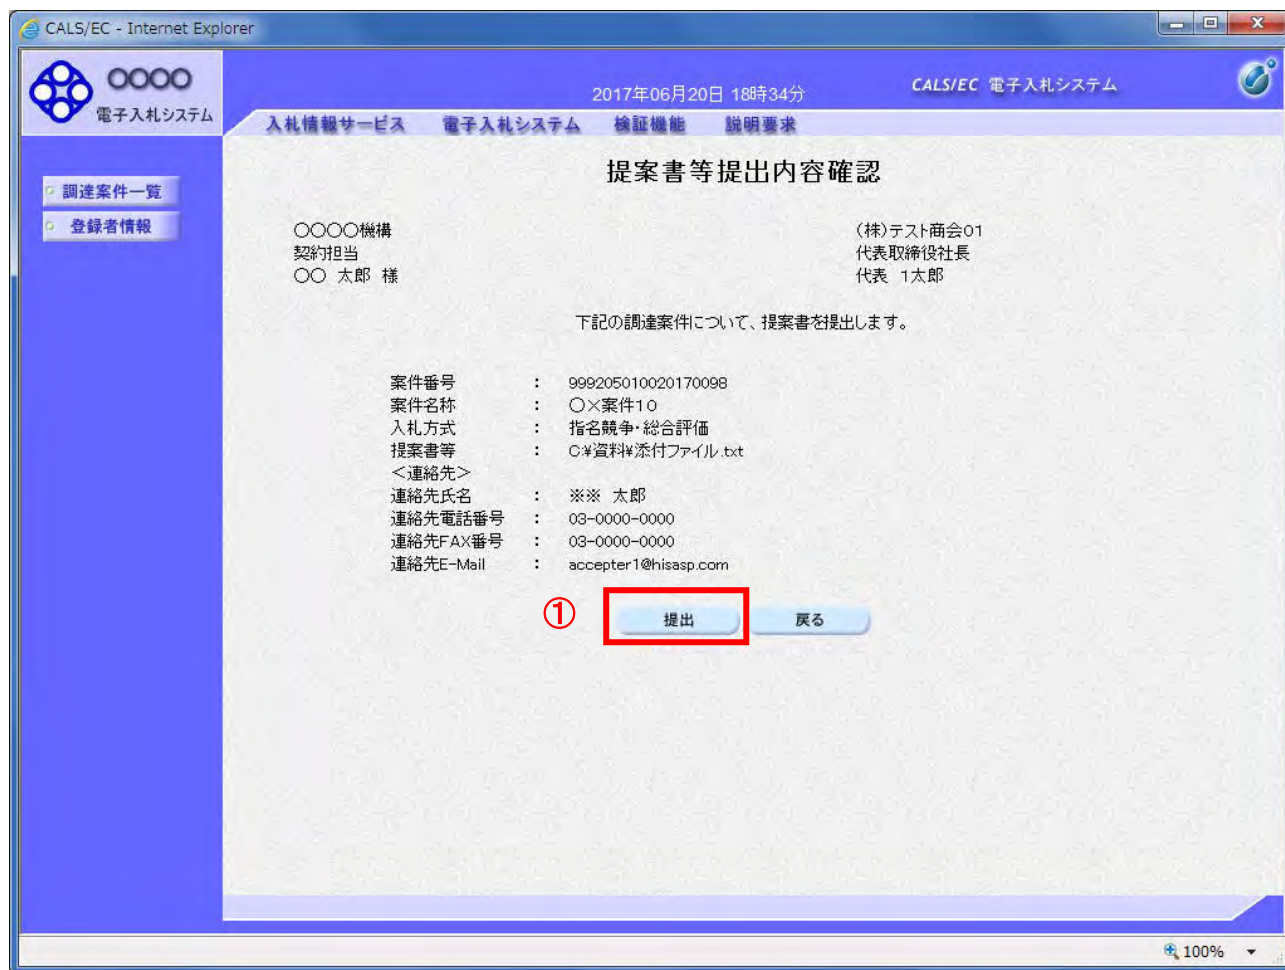 CALS/EC - Internet Explorer
〇〇〇〇
電子入札システム
2017年06月20日 18時34分
CALS/EC 電子入札システム
入札情報サービス 電子入札システム 検証機能 説明要求
調達案件一覧
登録者情報
提案書等提出内容確認
〇〇〇〇機構
契約担当
〇〇 太郎 様
(株)テスト商会01
代表取締役社長
代表 1太郎
下記の調達案件について、提案書を提出します。
案件番号 : 999205010020170098
案件名称 : 〇×案件10
入札方式 : 指名競争・総合評価
提案書等 : C:¥資料¥添付ファイル.txt
<連絡先>
連絡先氏名 : ※※ 太郎
連絡先電話番号 : 03-0000-0000
連絡先FAX番号 : 03-0000-0000
連絡先E-Mail : accepter1@hisasp.com
① 提出 戻る
100%